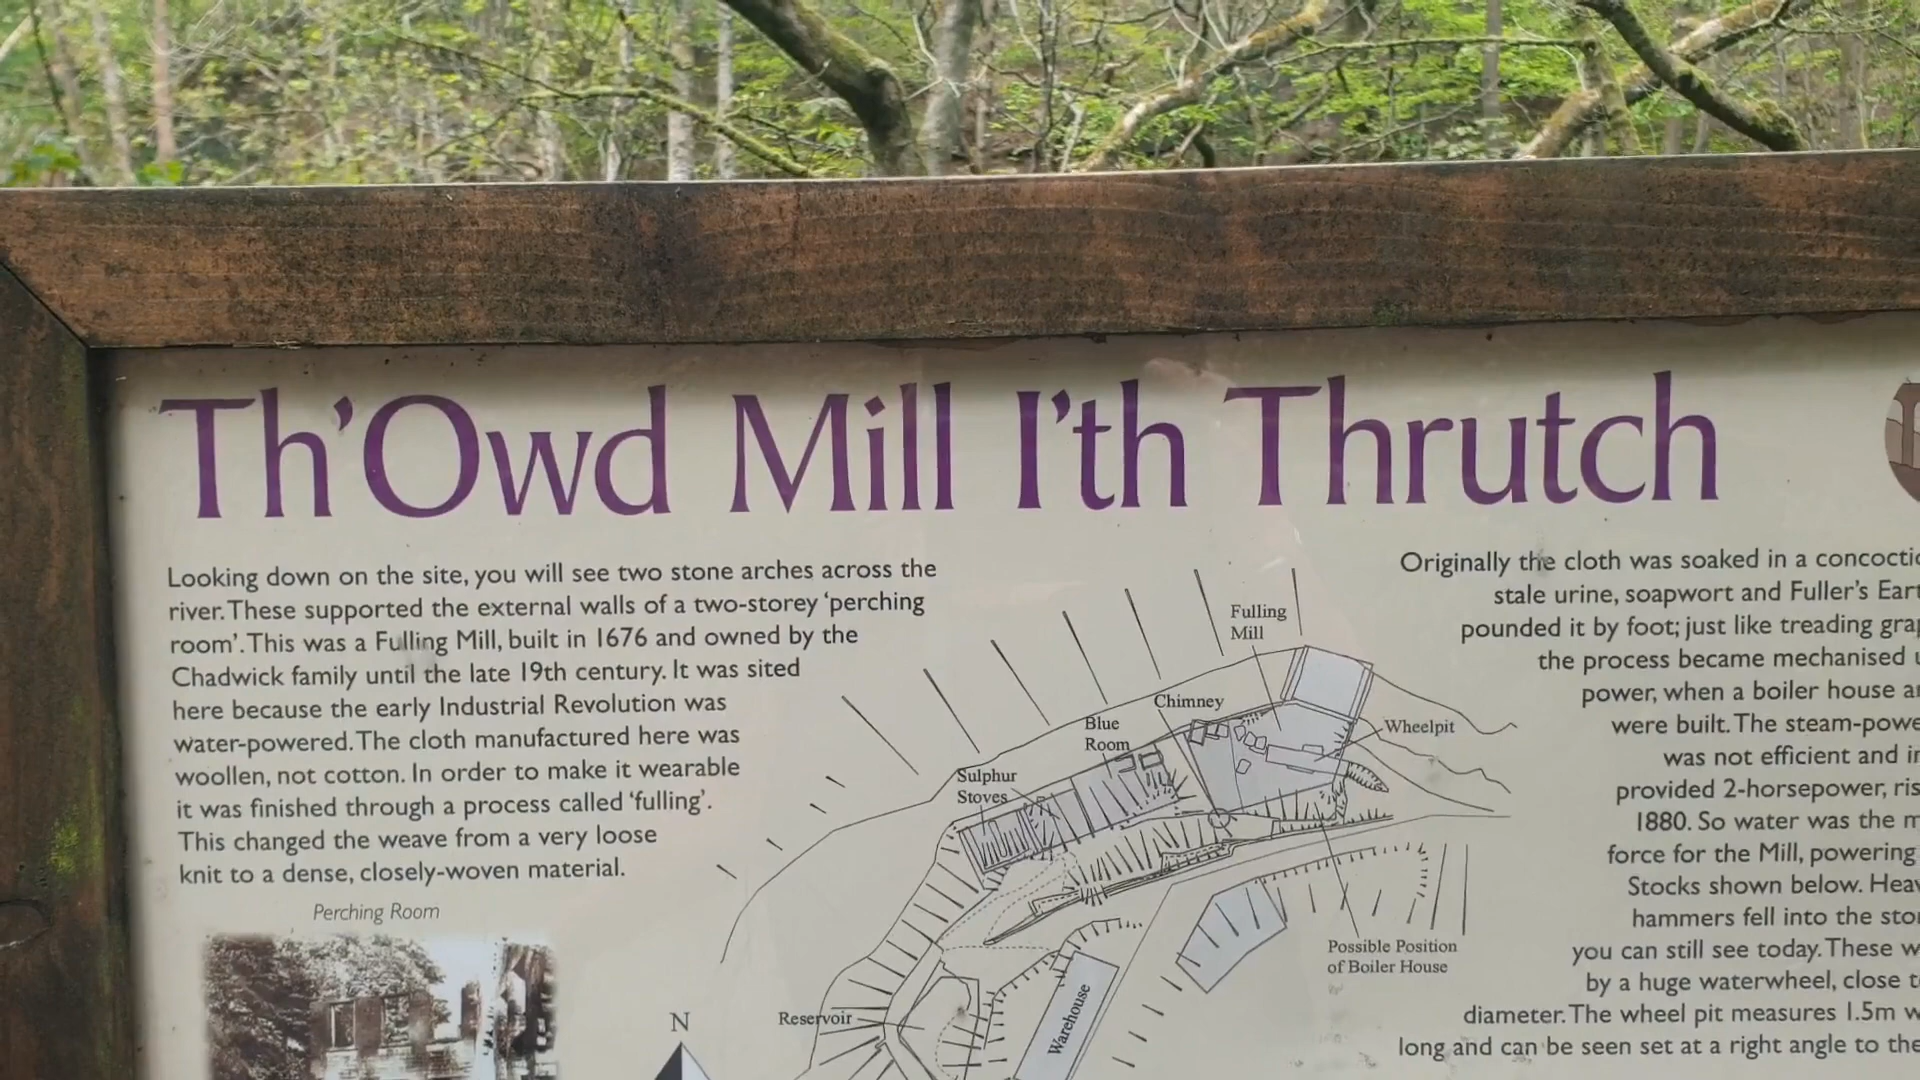 Th'Owd Mill I'th Thrutch
Looking down on the site, you will see two stone arches across the
river. These supported the external walls of a two-storey 'perching
room'. This was a Fulling Mill, built in 1676 and owned by the
Chadwick family until the late 19th century. It was sited
here because the early Industrial Revolution was
water-powered. The cloth manufactured here was
woollen, not cotton. In order to make it wearable
it was finished through a process called 'fulling'.
This changed the weave from a very loose
knit to a dense, closely-woven material.
Perching Room
Fulling
Mill
Chimney
Blue
Room
Wheelpit
Sulphur
Stoves
Possible Position
of Boiler House
Reservoir
Warehouse
N
Originally the cloth was soaked in a
stale urine, soapwort and Fuller's
pounded it by foot; just like treading
the process became mechanised
power, when a boiler house
were built. The
was not efficient and
provided 2-horsepower,
1880. So water was the
force for the Mill, powering
Stocks shown below.
hammers fell into the
you can still see today. These
by a huge waterwheel, close
diameter. The wheel pit measures 1.5m
long and can be seen set at a right angle to